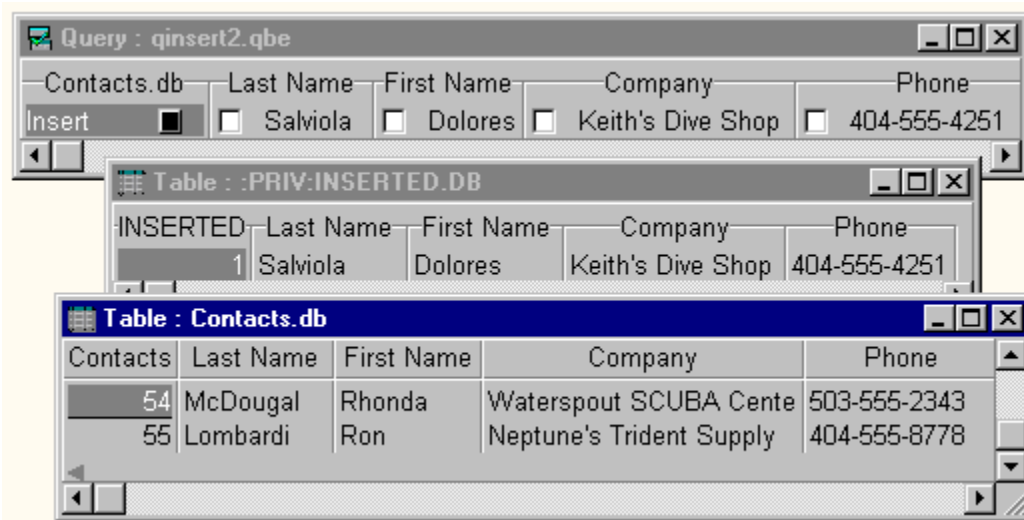 Query : qinsert2.qbe
Contacts.db Last Name First Name Company Phone
Insert Salviola Dolores Keith's Dive Shop 404-555-4251
Table : :PRIV:INSERTED.DB
INSERTED Last Name First Name Company Phone
1 Salviola Dolores Keith's Dive Shop 404-555-4251
Table : Contacts.db
Contacts Last Name First Name Company Phone
54 McDougal Rhonda Waterspout SCUBA Cente 503-555-2343
55 Lombardi Ron Neptune's Trident Supply 404-555-8778